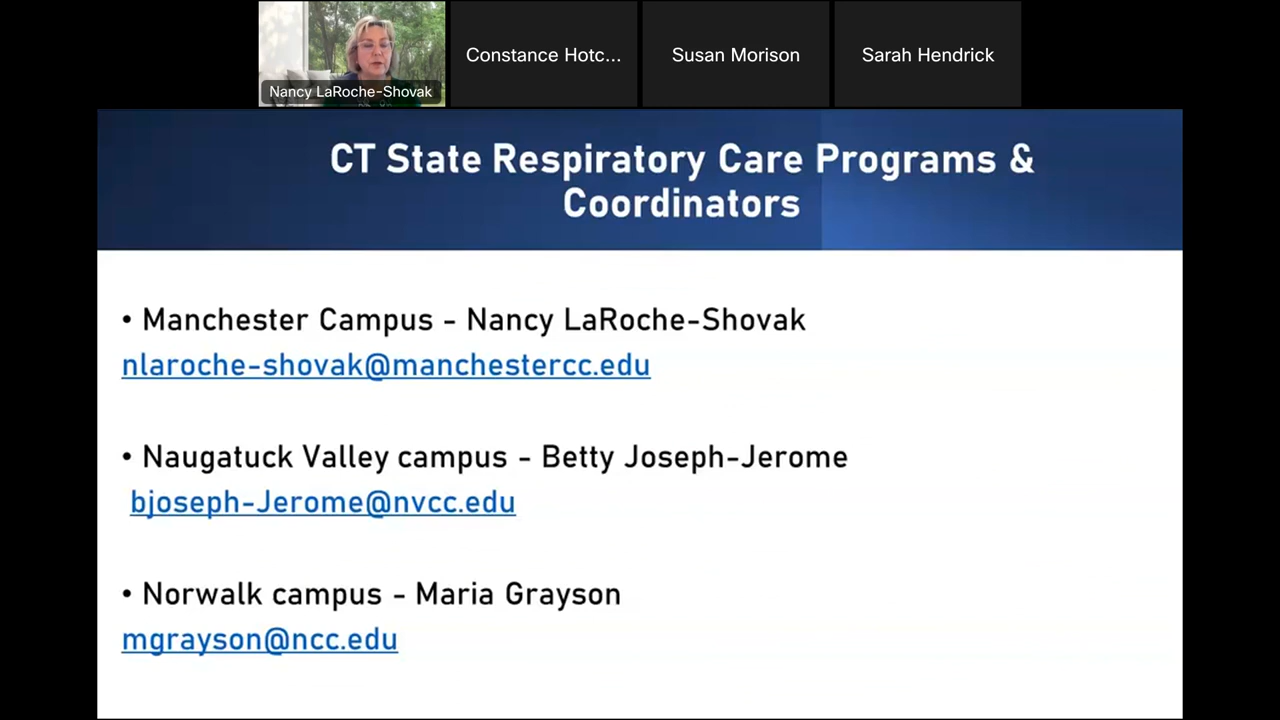 Nancy LaRoche-Shovak
Constance Hotc...
Susan Morison
Sarah Hendrick
CT State Respiratory Care Programs &
Coordinators
• Manchester Campus - Nancy LaRoche-Shovak
nlaroche-shovak@manchestercc.edu
• Naugatuck Valley campus - Betty Joseph-Jerome
bjoseph-Jerome@nvcc.edu
• Norwalk campus - Maria Grayson
mgrayson@ncc.edu